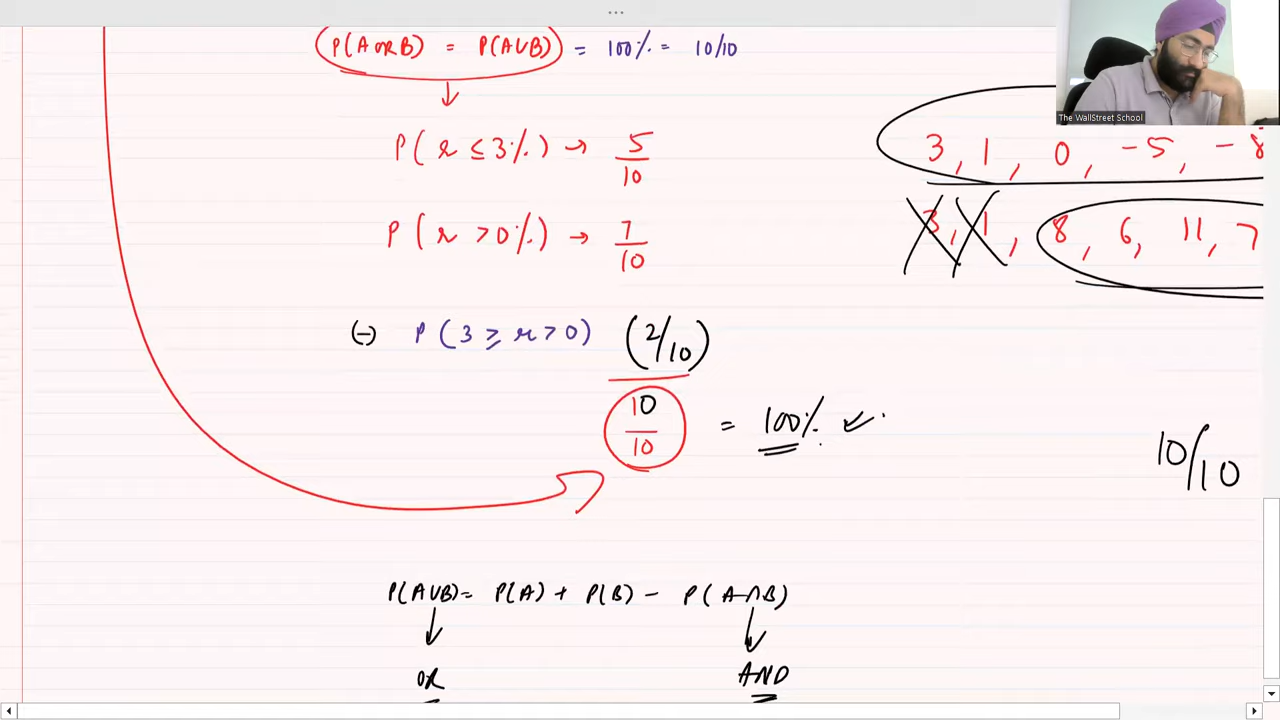 P(A OR B) = P(A∪B) = 100% = 10/10
The WallStreet School
P(r ≤ 3%) → 5/10
3, 1, 0, -5, -8
P(r > 0%) → 7/10
3, 1, 8, 6, 11, 7
(-) P(3 ≥ r > 0) (2/10)
10/10 = 100%
10/10
P(A∪B) = P(A) + P(B) - P(A∩B)
OR AND